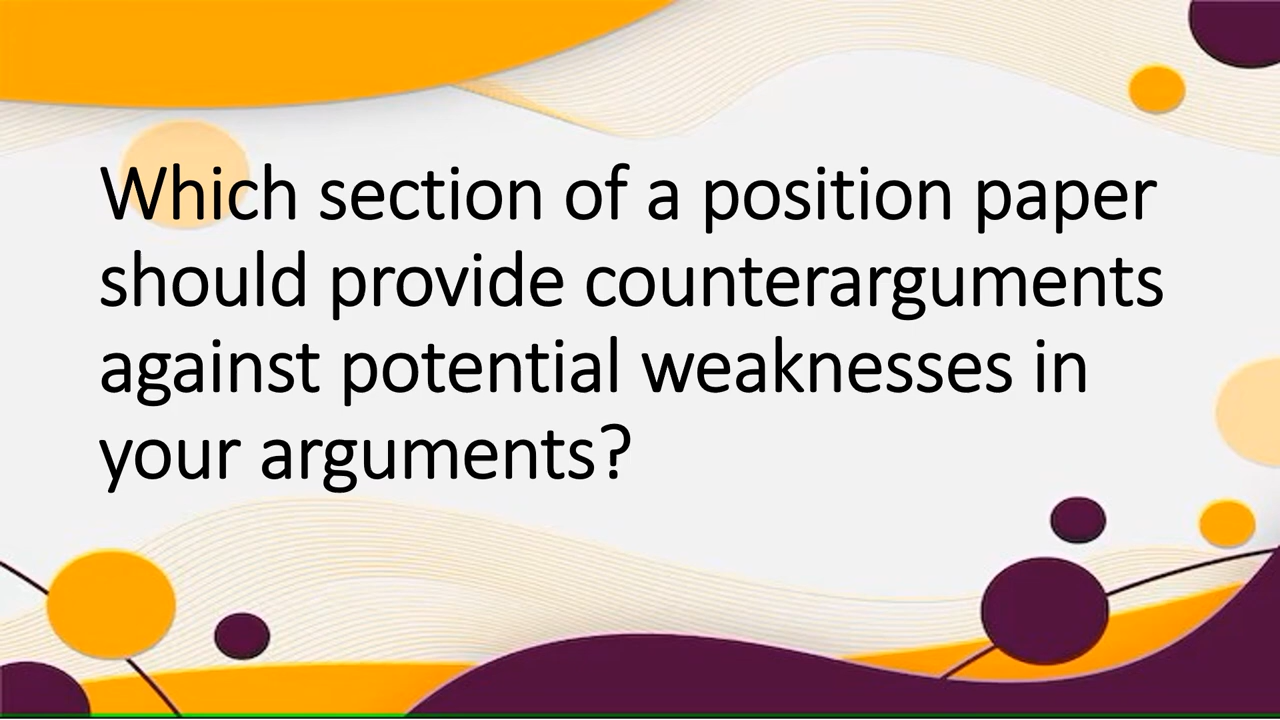 Which section of a position paper
should provide counterarguments
against potential weaknesses in
your arguments?